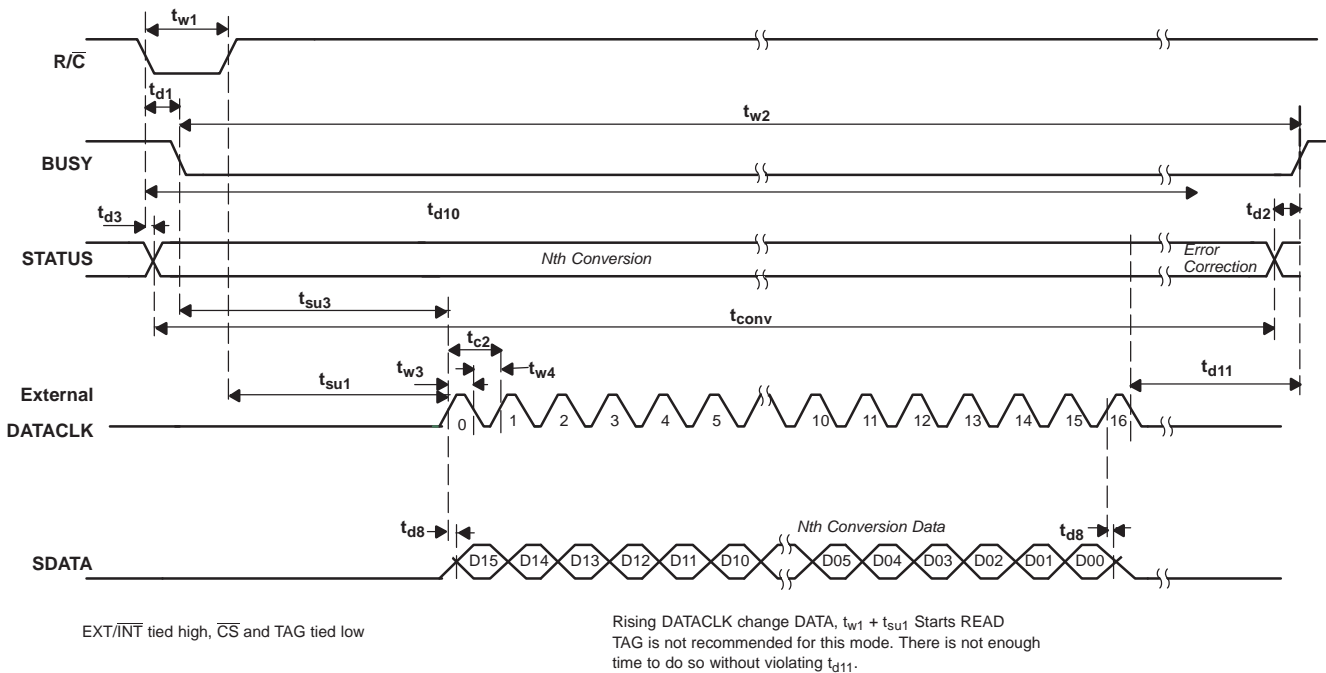 tw1
R/C
td1
tw2
BUSY
td3
td10
td2
STATUS
Nth Conversion
Error
Correction
tsu3
tconv
tc2
tw3
tw4
tsu1
td11
External
DATACLK
0 1 2 3 4 5 10 11 12 13 14 15 16
Nth Conversion Data
td8
td8
SDATA
D15 D14 D13 D12 D11 D10 D05 D04 D03 D02 D01 D00
EXT/INT tied high, CS and TAG tied low
Rising DATACLK change DATA, tw1 + tsu1 Starts READ
TAG is not recommended for this mode. There is not enough
time to do so without violating td11.